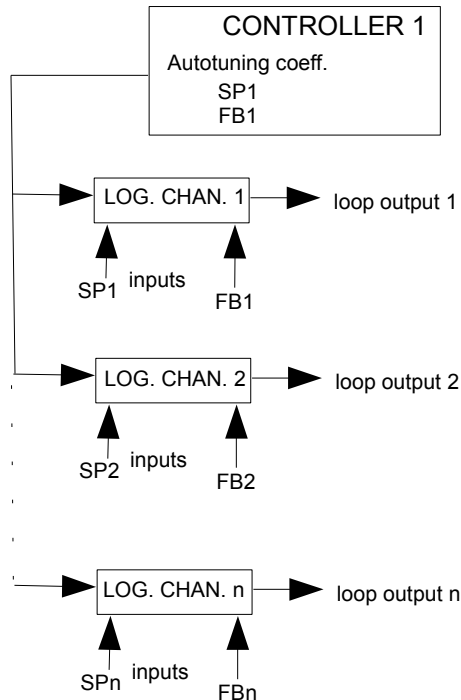 CONTROLLER 1
Autotuning coeff.
SP1
FB1
LOG. CHAN. 1
loop output 1
SP1 inputs FB1
LOG. CHAN. 2
loop output 2
SP2 inputs FB2
LOG. CHAN. n
loop output n
SPn inputs FBn